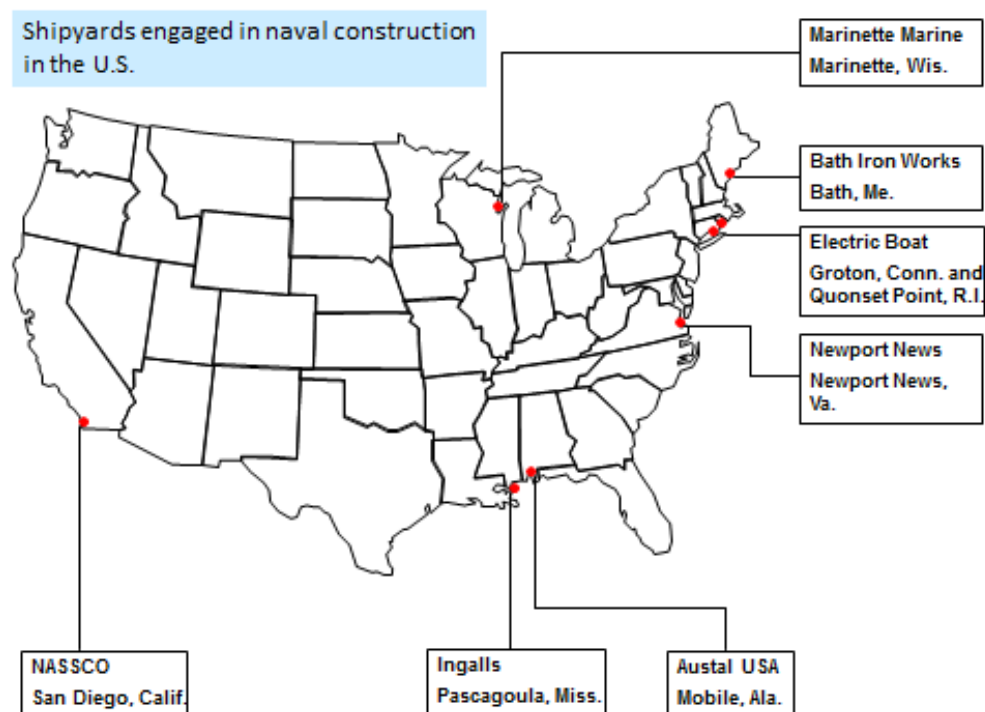 Shipyards engaged in naval construction
in the U.S.
Marinette Marine
Marinette, Wis.
Bath Iron Works
Bath, Me.
Electric Boat
Groton, Conn. and
Quonset Point, R.I.
Newport News
Newport News,
Va.
NASSCO
San Diego, Calif.
Ingalls
Pascagoula, Miss.
Austal USA
Mobile, Ala.